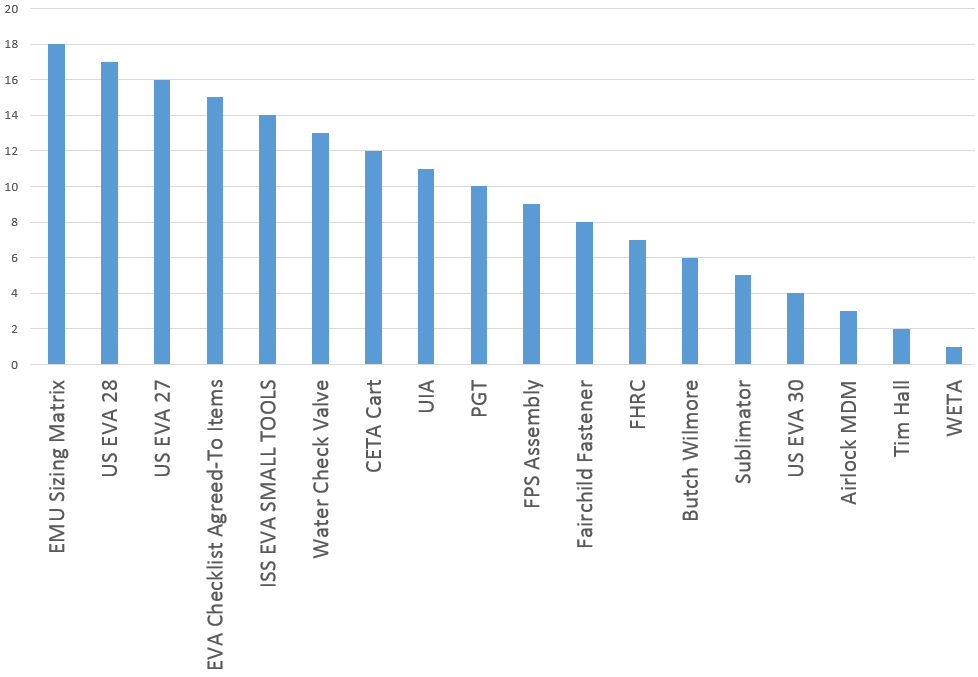 20
18
16
14
12
10
8
6
4
2
0
EMU Sizing Matrix
US EVA 28
US EVA 27
EVA Checklist Agreed-To Items
ISS EVA SMALL TOOLS
Water Check Valve
CETA Cart
UIA
PGT
FPS Assembly
Fairchild Fastener
FHRC
Butch Wilmore
Sublimator
US EVA 30
Airlock MDM
Tim Hall
WETA